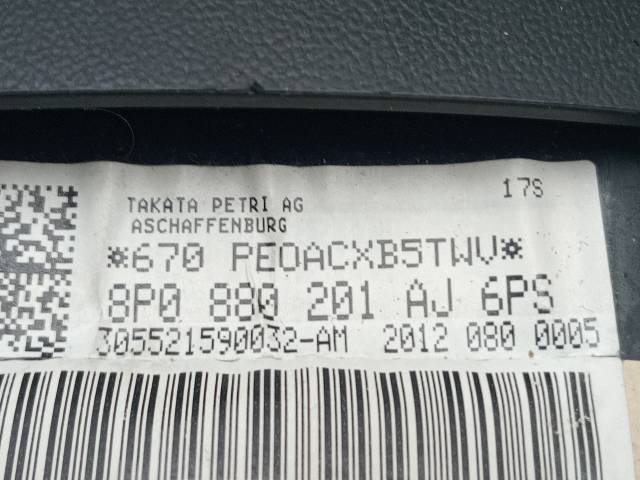 17S
TAKATA PETRI AG
ASCHAFFENBURG
*670 PEOACXB5TWV*
8P0 880 201 AJ 6PS
305521590032-AM 2012 080 0005